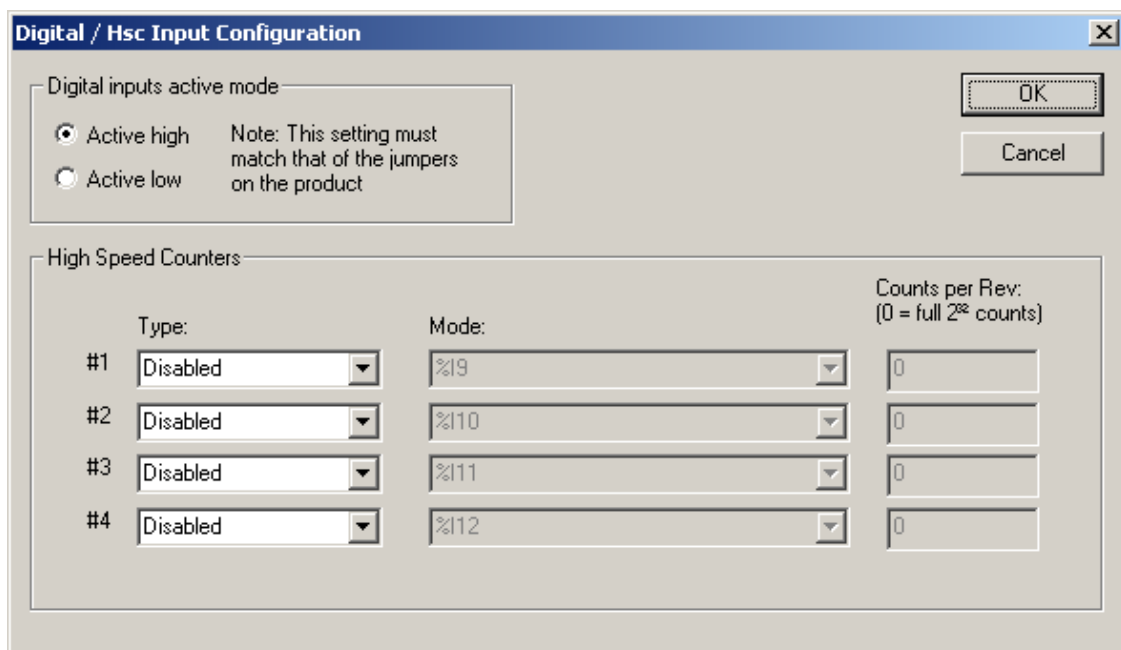 Digital / Hsc Input Configuration
Digital inputs active mode
Active high
Active low
Note: This setting must
match that of the jumpers
on the product
OK
Cancel
High Speed Counters
Type:
Mode:
Counts per Rev:
(0 = full 2³² counts)
#1 Disabled %I9 0
#2 Disabled %I10 0
#3 Disabled %I11 0
#4 Disabled %I12 0